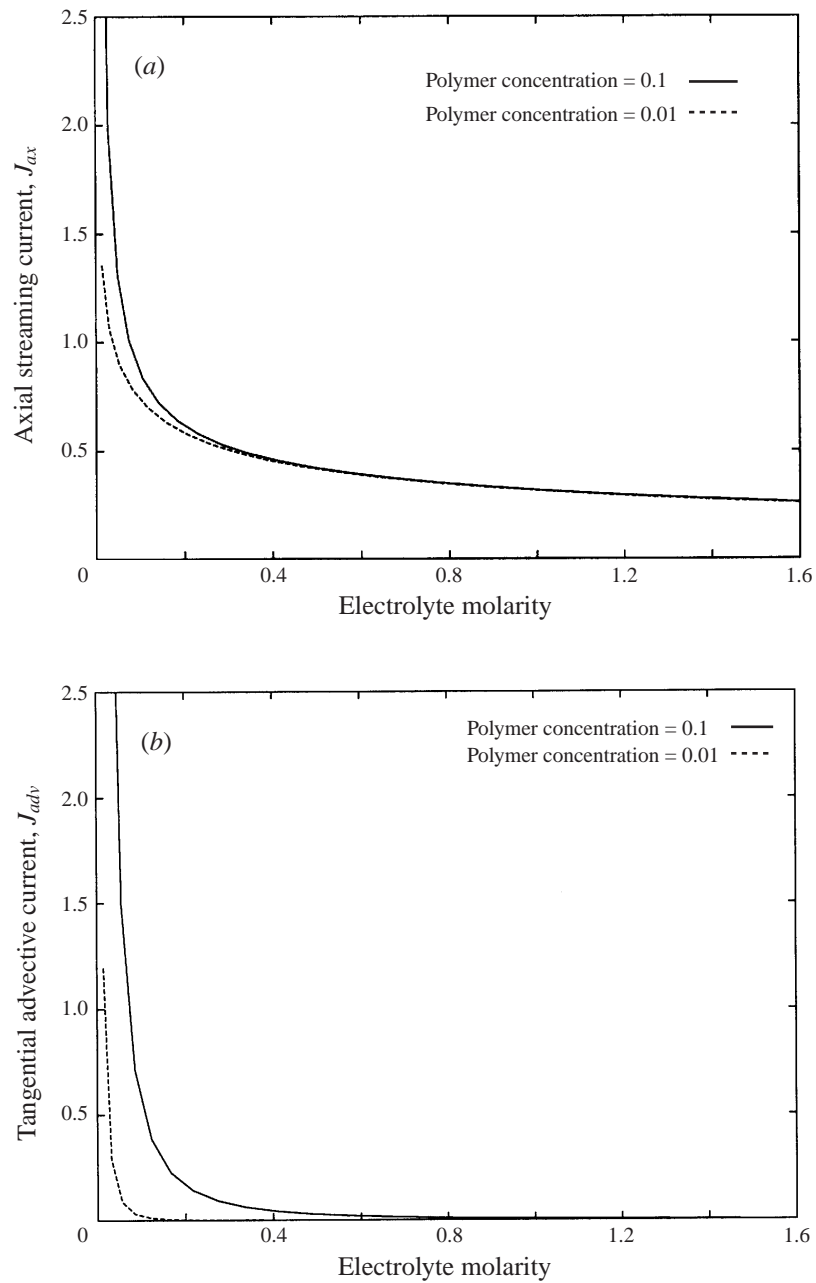 2.5
(a)
Polymer concentration = 0.1
Polymer concentration = 0.01
2.0
1.5
1.0
0.5
Axial streaming current, J_ax
0
0.4
0.8
1.2
1.6
Electrolyte molarity
2.5
(b)
Polymer concentration = 0.1
Polymer concentration = 0.01
2.0
1.5
1.0
0.5
Tangential advective current, J_adv
0
0.4
0.8
1.2
1.6
Electrolyte molarity